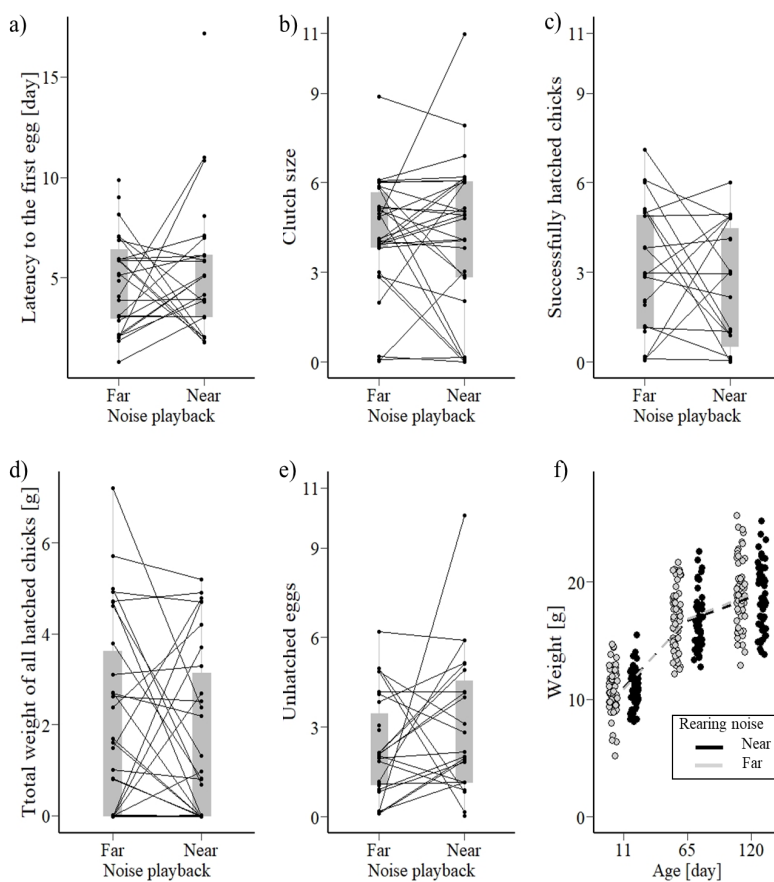 a)
Latency to the first egg [day]
15
10
5
Far Near
Noise playback
b)
Clutch size
11
9
6
3
0
Far Near
Noise playback
c)
Successfully hatched chicks
11
9
6
3
0
Far Near
Noise playback
d)
Ttotal weight of all hatched chicks [g]
6
4
2
0
Far Near
Noise playback
e)
Unhatched eggs
11
9
6
3
0
Far Near
Noise playback
f)
Weight [g]
20
10
0
Rearing noise
Near
Far
11 65 120
Age [day]